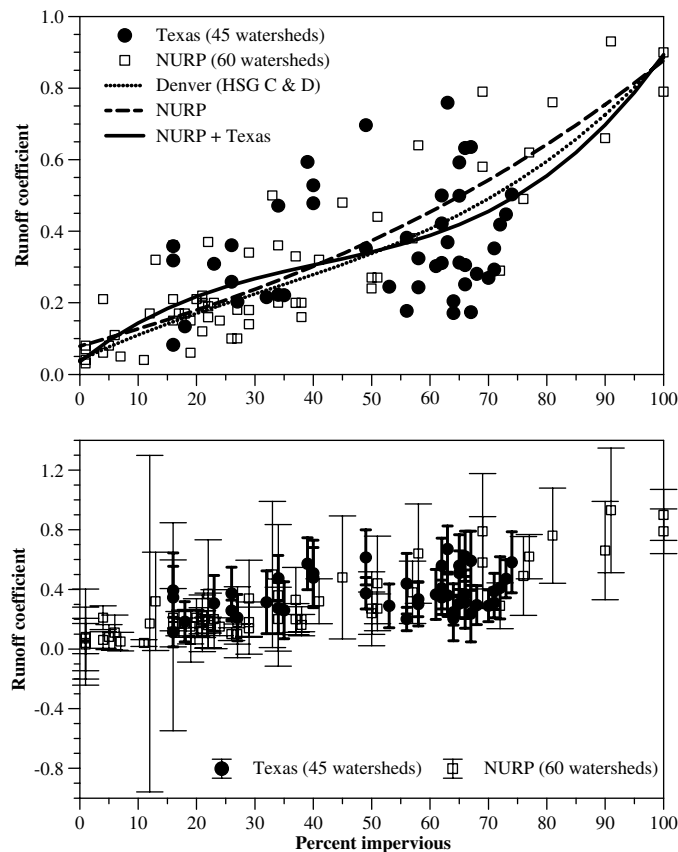 1.0
0.8
0.6
0.4
0.2
0.0
Runoff coefficient
Texas (45 watersheds)
NURP (60 watersheds)
Denver (HSG C & D)
NURP
NURP + Texas
0 10 20 30 40 50 60 70 80 90 100
1.2
0.8
0.4
0.0
-0.4
-0.8
Runoff coefficient
Texas (45 watersheds) NURP (60 watersheds)
0 10 20 30 40 50 60 70 80 90 100
Percent impervious